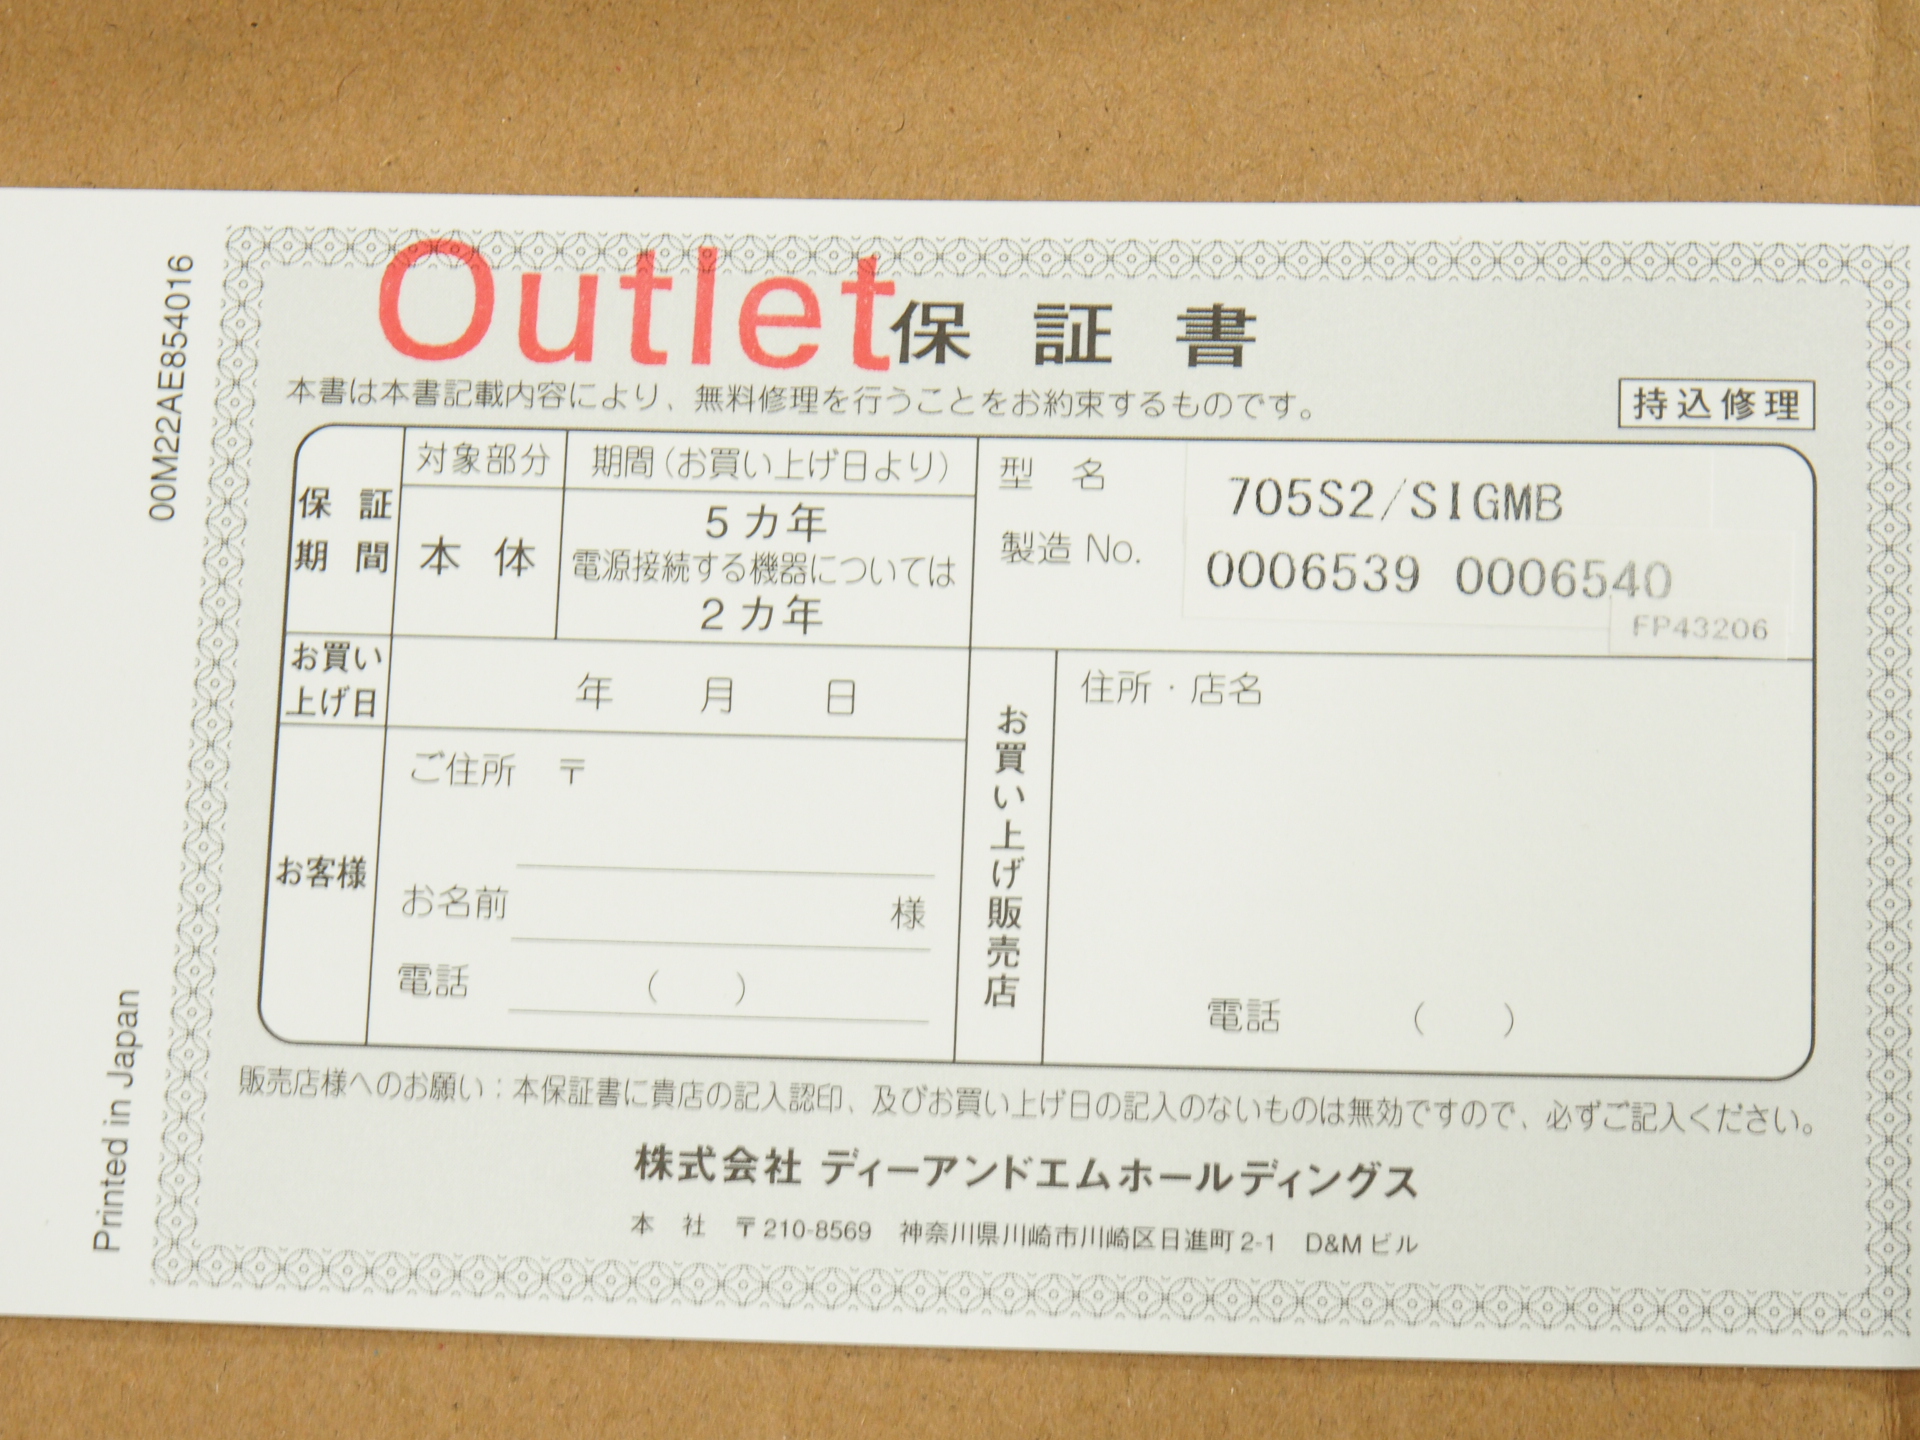 Outlet保証書
本書は本書記載内容により、無料修理を行うことをお約束するものです。
持込修理
保証
期間
対象部分
期間(お買い上げ日より)
本体
5カ年
電源接続する機器については
2カ年
型名
705S2/SIGMB
製造 No.
0006539 0006540
FP43206
お買い
上げ日
年 月 日
お客様
ご住所 〒
お名前 様
電話 ( )
お買い上げ販売店
住所・店名
電話 ( )
販売店様へのお願い:本保証書に貴店の記入認印、及びお買い上げ日の記入のないものは無効ですので、必ずご記入ください。
株式会社 ディーアンドエムホールディングス
本 社 〒210-8569 神奈川県川崎市川崎区日進町2-1 D&Mビル
00M22AE854016
Printed in Japan